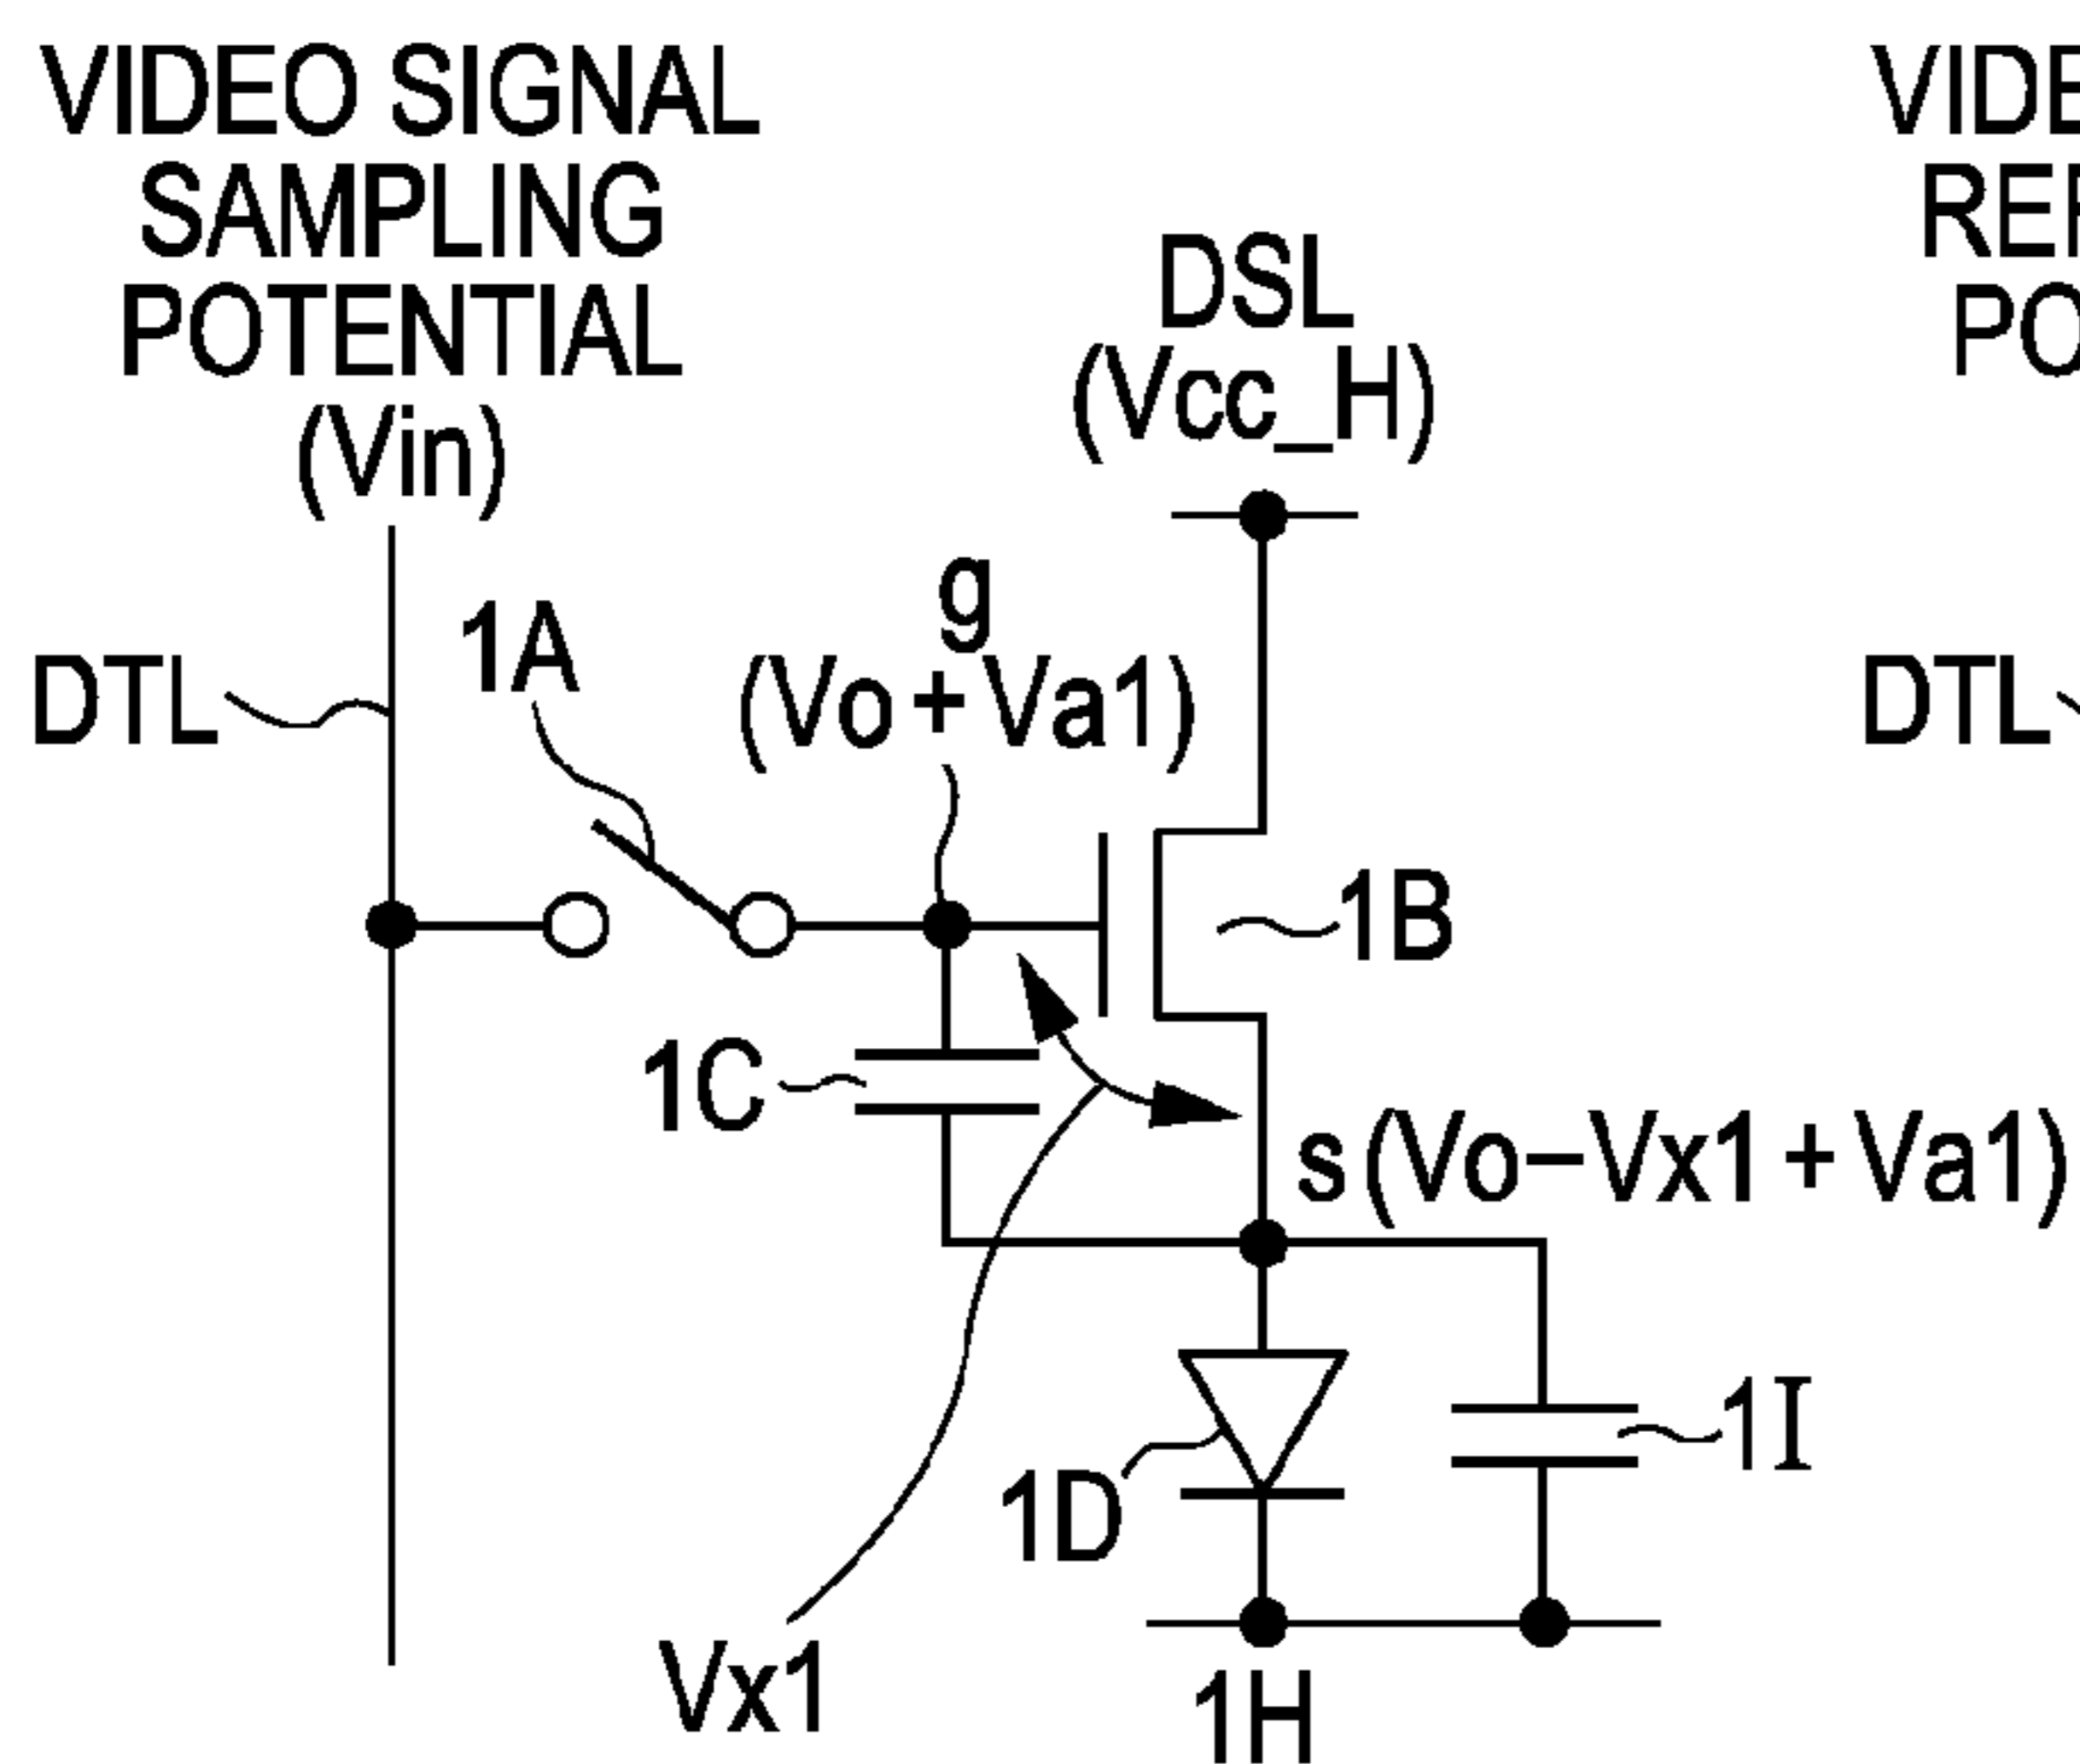 VIDEO SIGNAL
SAMPLING
POTENTIAL
(Vin)
DSL
(Vcc_H)
g
(Vo+Va1)
1A
DTL
1B
1C
s(Vo−Vx1+Va1)
1D
1I
Vx1
1H
DTL